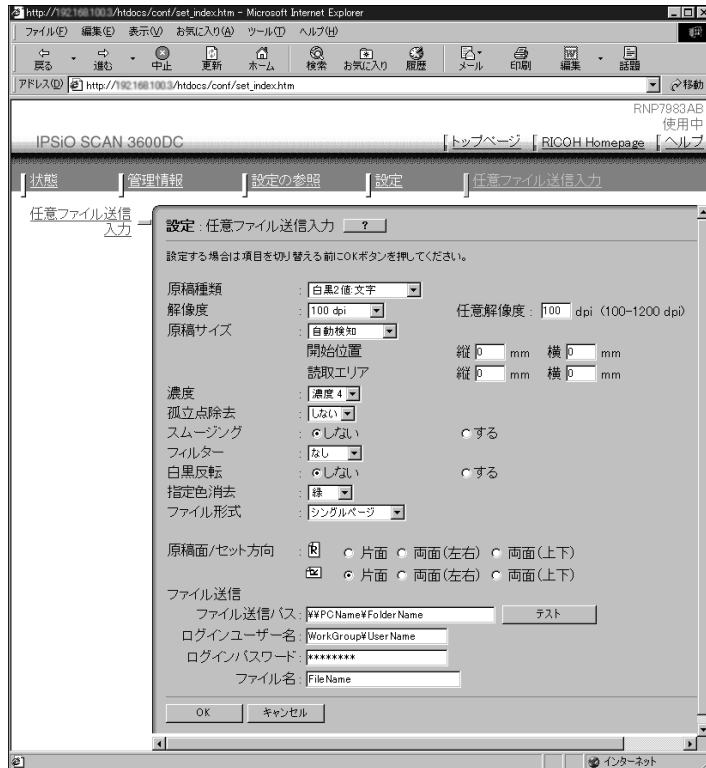 http://192.168.100.3/htdocs/conf/set_index.htm - Microsoft Internet Explorer
ファイル(F) 編集(E) 表示(V) お気に入り(A) ツール(T) ヘルプ(H)
戻る 進む 中止 更新 ホーム 検索 お気に入り 履歴 メール 印刷 編集 話題
アドレス(D) http://192.168.100.3/htdocs/conf/set_index.htm 移動
RNP7983AB
使用中
IPSiO SCAN 3600DC [トップページ [RICOH Homepage [ヘルプ
状態 管理情報 設定の参照 設定 任意ファイル送信入力
任意ファイル送信
入力
設定 : 任意ファイル送信入力 ?
設定する場合は項目を切り替える前にOKボタンを押してください。
原稿種類 : 白黒2値:文字
解像度 : 100 dpi 任意解像度 : 100 dpi (100-1200 dpi)
原稿サイズ : 自動検知
開始位置 縦 0 mm 横 0 mm
読取エリア 縦 0 mm 横 0 mm
濃度 : 濃度 4
孤立点除去 : しない
スムージング : しない する
フィルター : なし
白黒反転 : しない する
指定色消去 : 緑
ファイル形式 : シングルページ
原稿面/セット方向 : R 片面 両面(左右) 両面(上下)
R 片面 両面(左右) 両面(上下)
ファイル送信
ファイル送信パス : ¥¥PCName¥FolderName テスト
ログインユーザー名 : WorkGroup¥UserName
ログインパスワード : ********
ファイル名 : FileName
OK キャンセル
インターネット